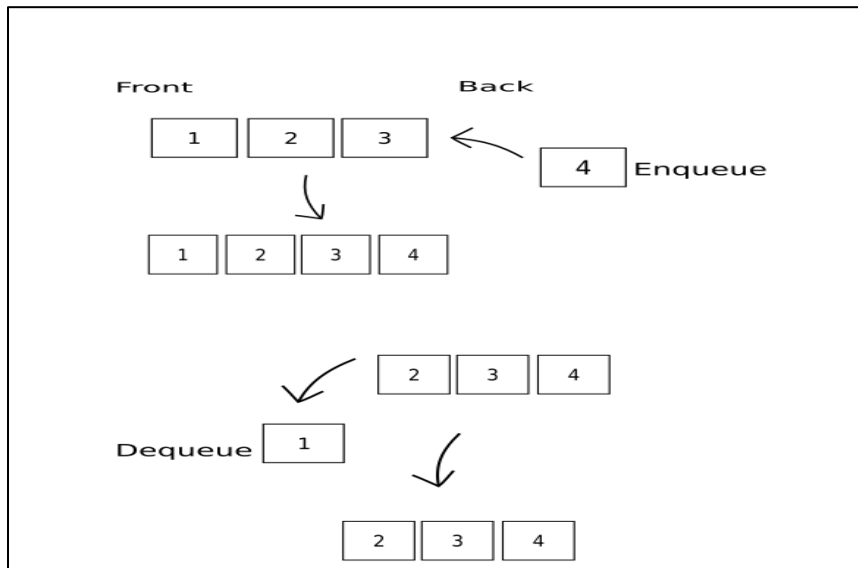 Front Back
1 2 3
4 Enqueue
1 2 3 4
2 3 4
Dequeue 1
2 3 4